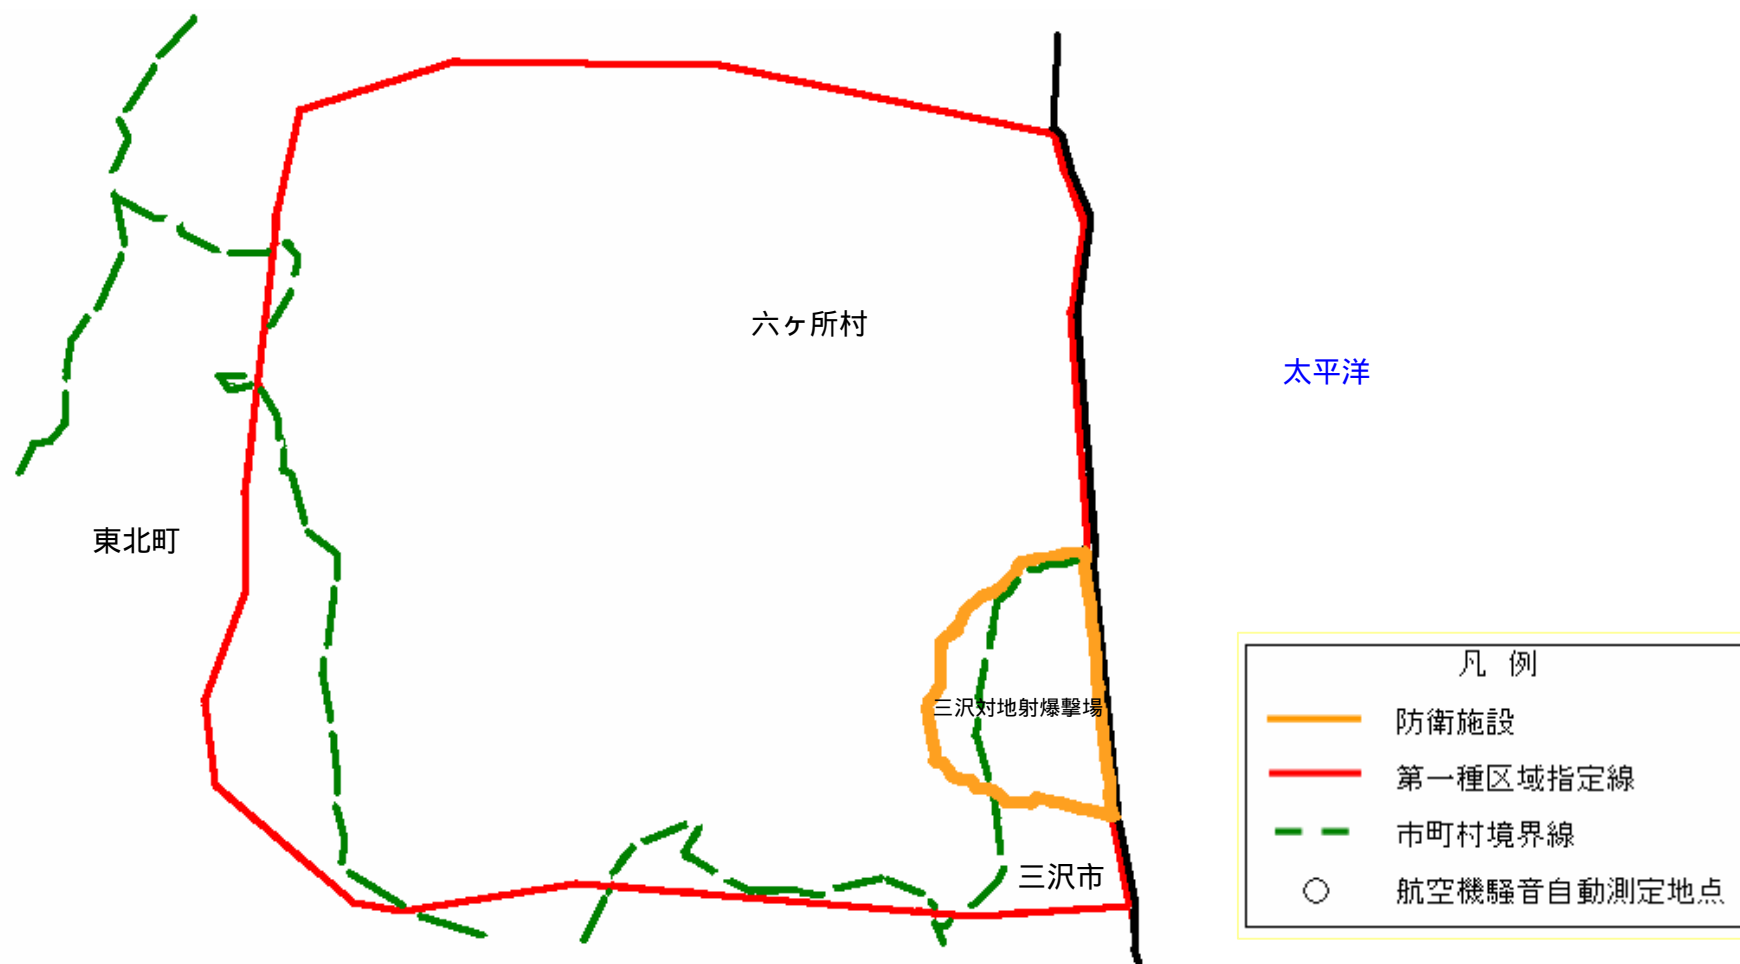 六ヶ所村
太平洋
東北町
三沢対地射爆撃場
三沢市
凡 例
防衛施設
第一種区域指定線
市町村境界線
航空機騒音自動測定地点